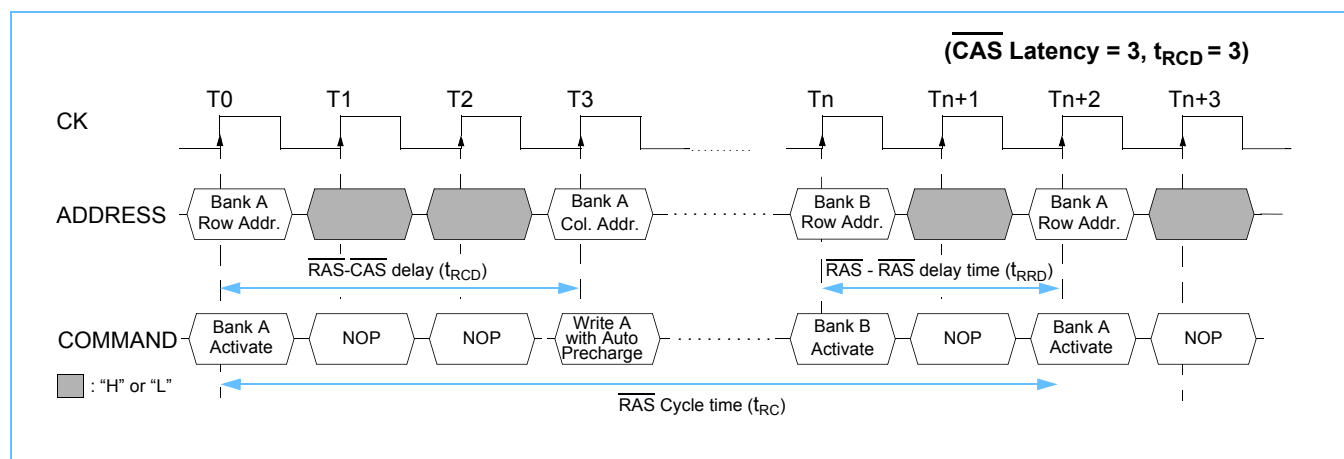 (CAS Latency = 3, tRCD = 3)
T0 T1 T2 T3 Tn Tn+1 Tn+2 Tn+3
CK
ADDRESS
Bank A
Row Addr.
Bank A
Col. Addr.
Bank B
Row Addr.
Bank A
Row Addr.
RAS-CAS delay (tRCD)
RAS - RAS delay time (tRRD)
COMMAND
Bank A
Activate
NOP
NOP
Write A
with Auto
Precharge
Bank B
Activate
NOP
Bank A
Activate
NOP
: “H” or “L”
RAS Cycle time (tRC)